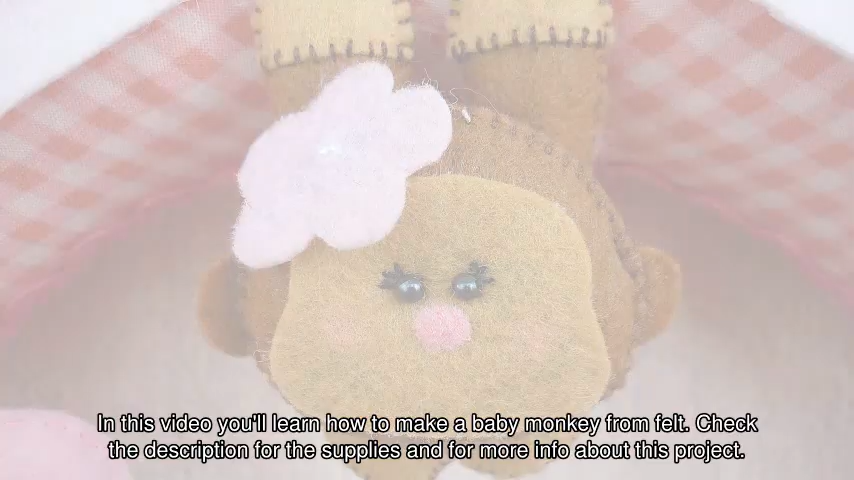 In this video you'll learn how to make a baby monkey from felt. Check
the description for the supplies and for more info about this project.